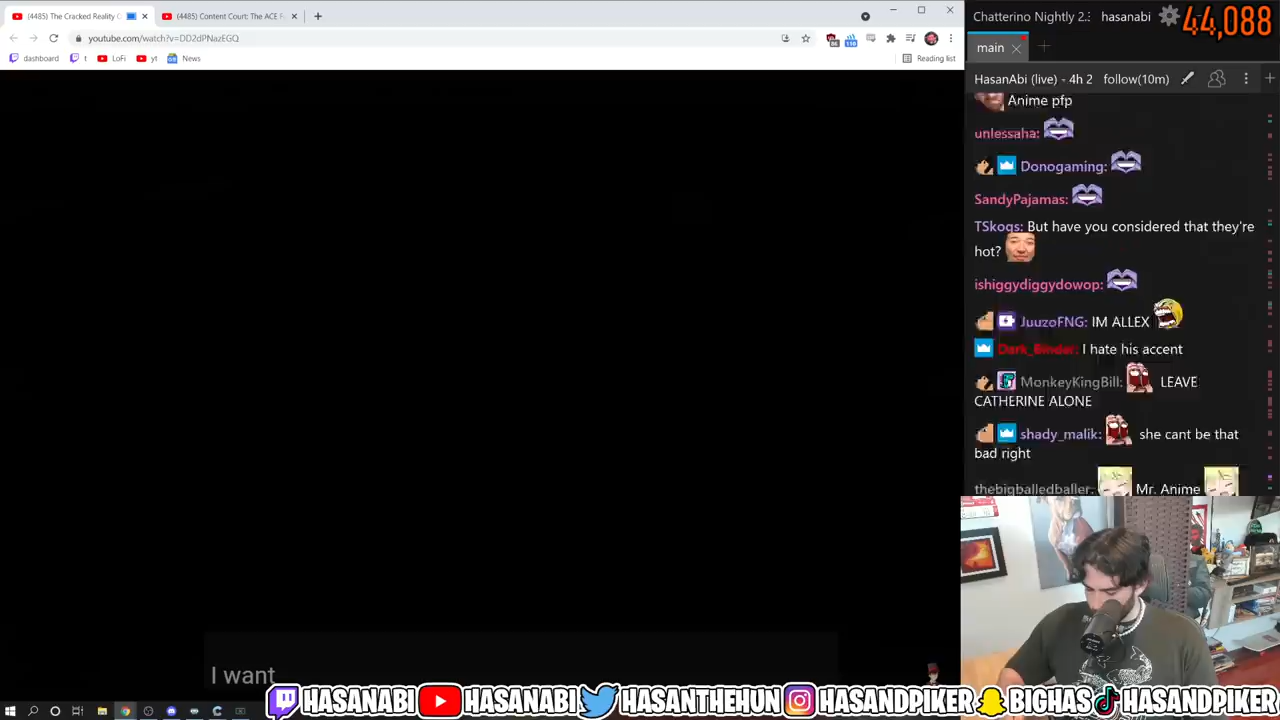 (4485) The Cracked Reality
(4485) Content Court: The ACE F
youtube.com/watch?v=DD2dPNazEGQ
dashboard
t
LoFi
yt
News
Reading list
Chatterino Nightly 2.
hasanabi
44,088
main
HasanAbi (live) - 4h 2
follow(10m)
Anime pfp
unlessaha:
Donogaming:
SandyPajamas:
TSkogs: But have you considered that they're
hot?
ishiggydiggydowop:
JuuzoFNG: IM ALLEX
Dark_Binder: I hate his accent
MonkeyKingBill: LEAVE
CATHERINE ALONE
shady_malik: she cant be that
bad right
thebigballedballer: Mr. Anime
I want
HASANABI HASANABI HASANTHEHUN HASANDPIKER BIGHAS HASANDPIKER